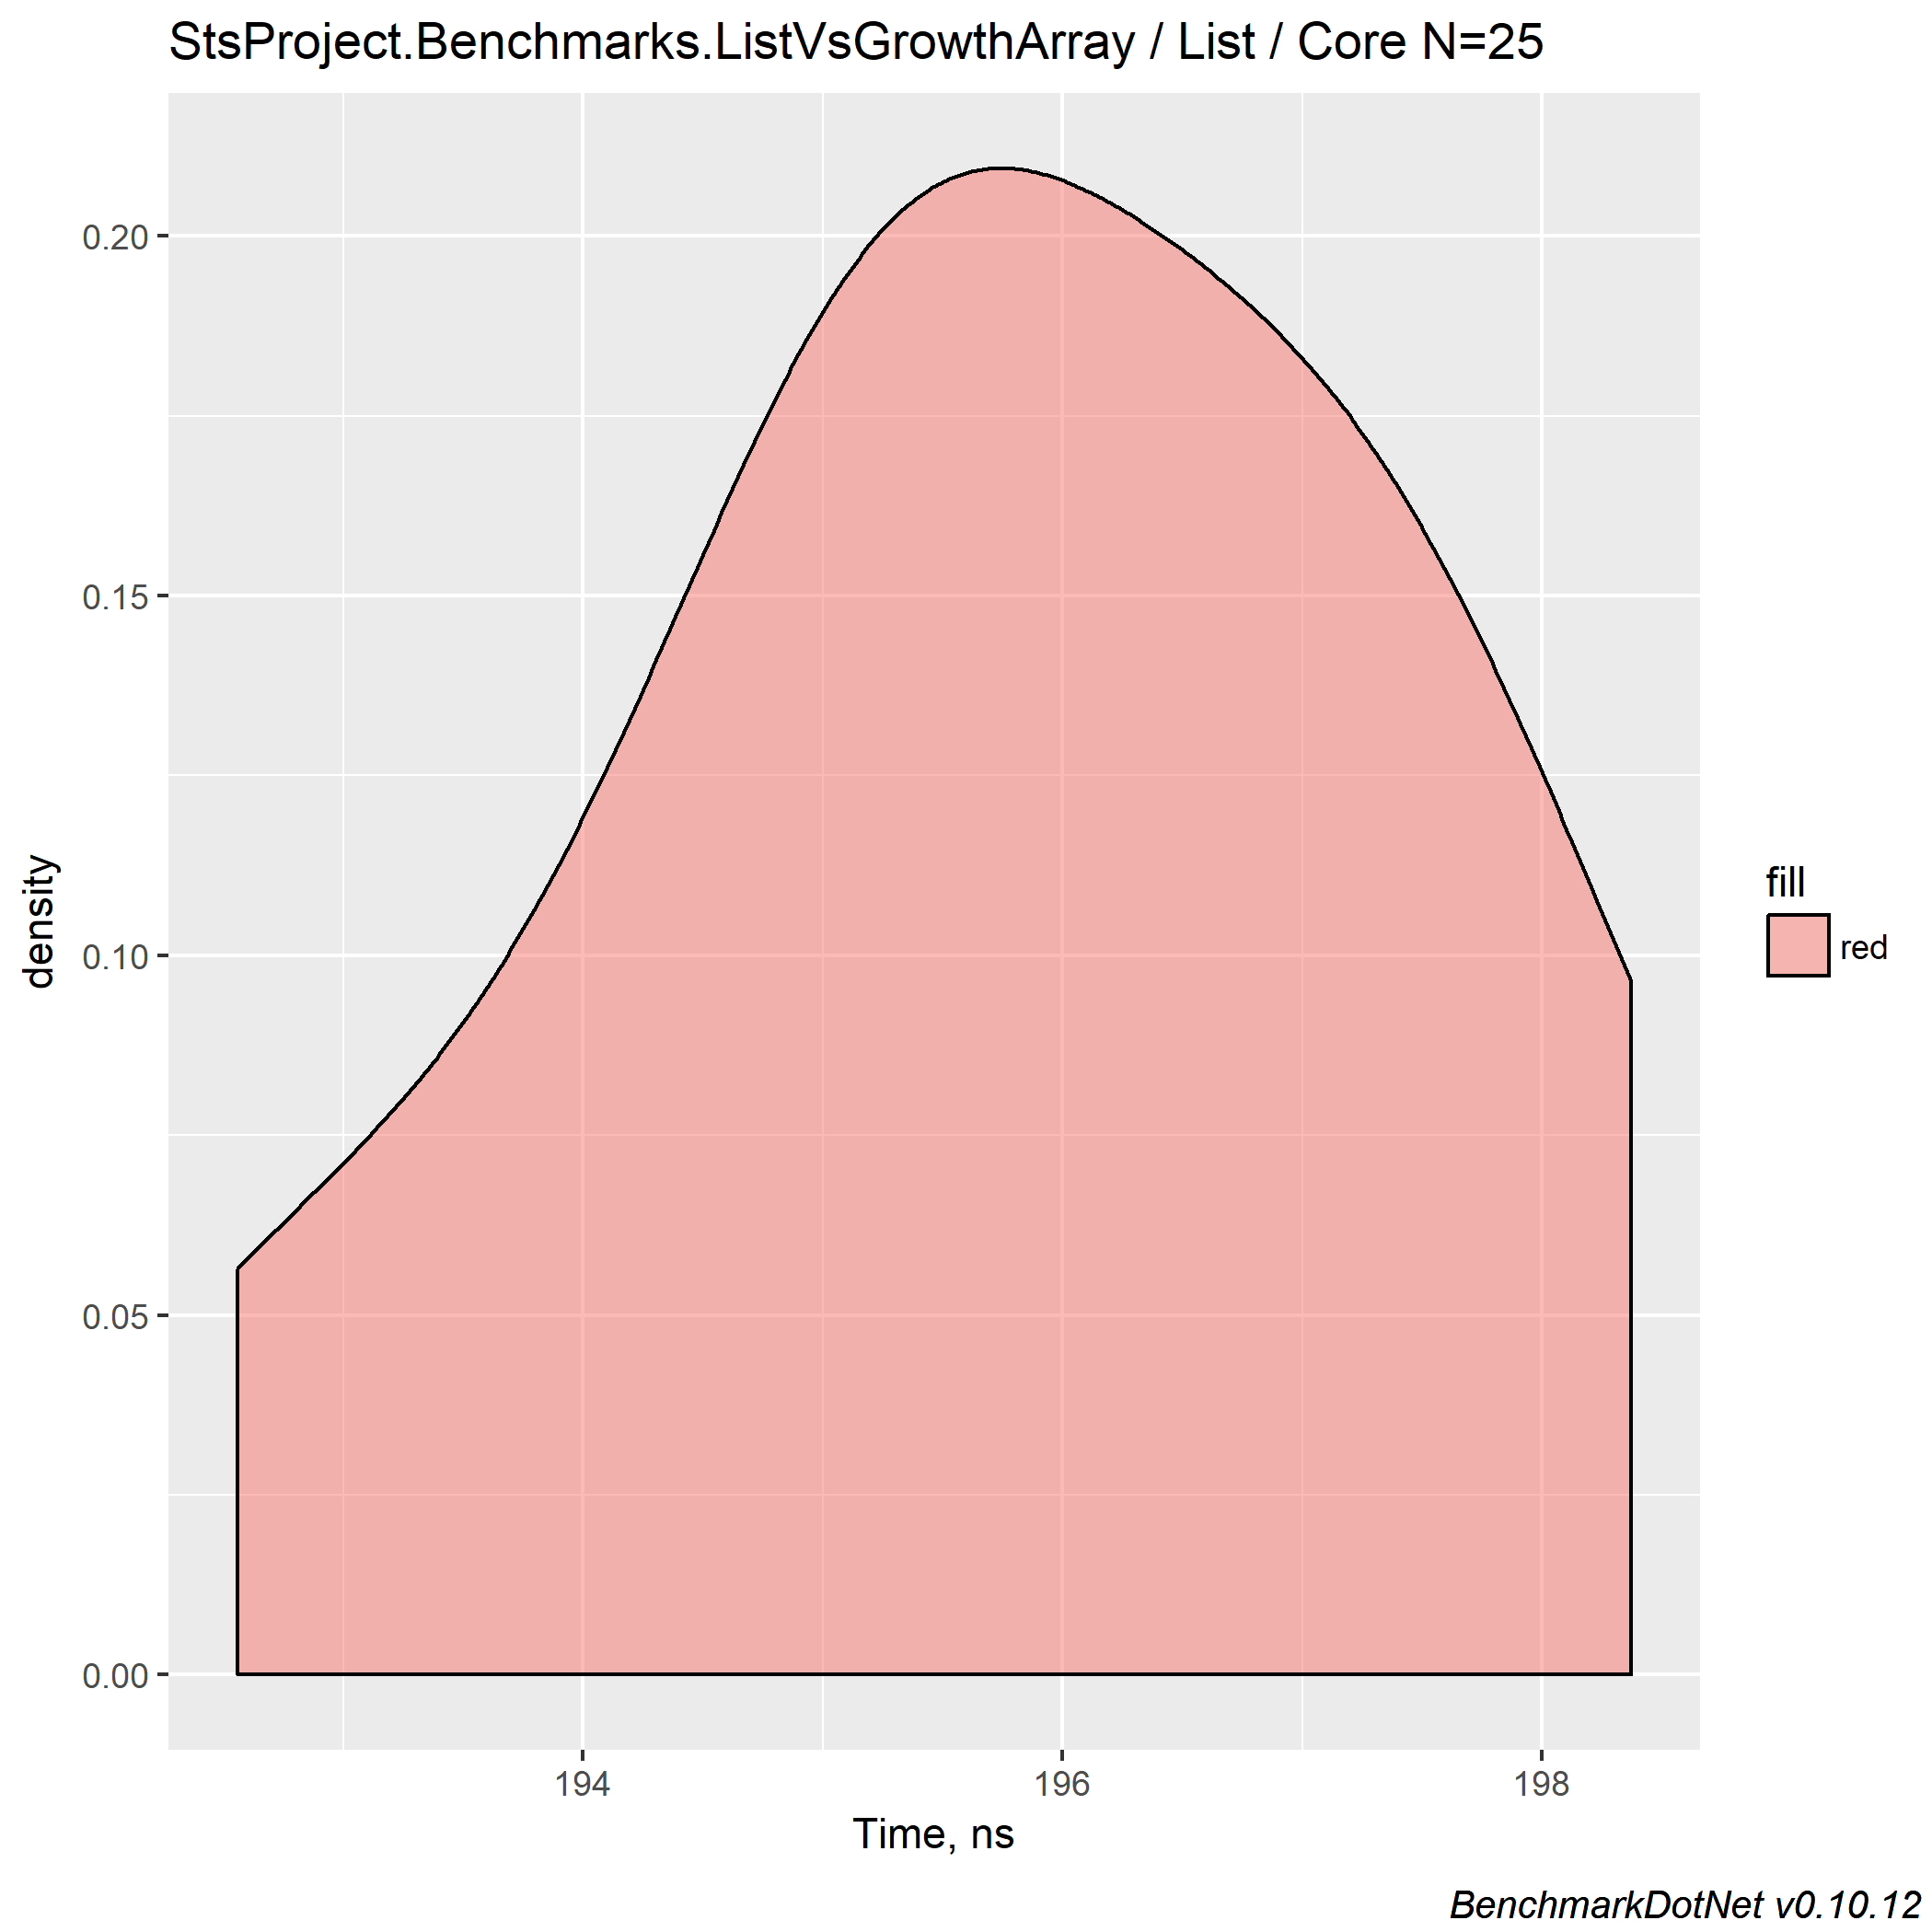 StsProject.Benchmarks.ListVsGrowthArray / List / Core N=25
density
0.20
0.15
0.10
0.05
0.00
194 196 198
Time, ns
fill
red
BenchmarkDotNet v0.10.12